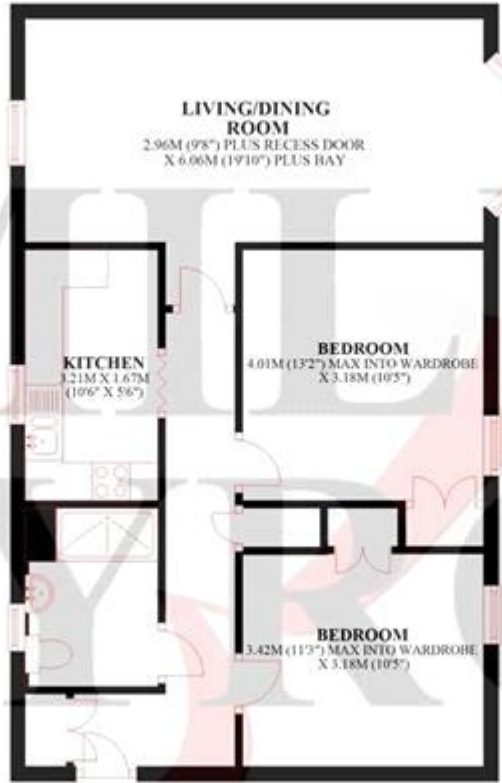 LIVING/DINING
ROOM
2.96M (9'8") PLUS RECESS DOOR
X 6.06M (19'10") PLUS BAY
KITCHEN
3.21M X 1.67M
(10'6" X 5'6")
BEDROOM
4.01M (13'2") MAX INTO WARDROBE
X 3.18M (10'5")
BEDROOM
3.42M (11'3") MAX INTO WARDROBE
X 3.18M (10'5")